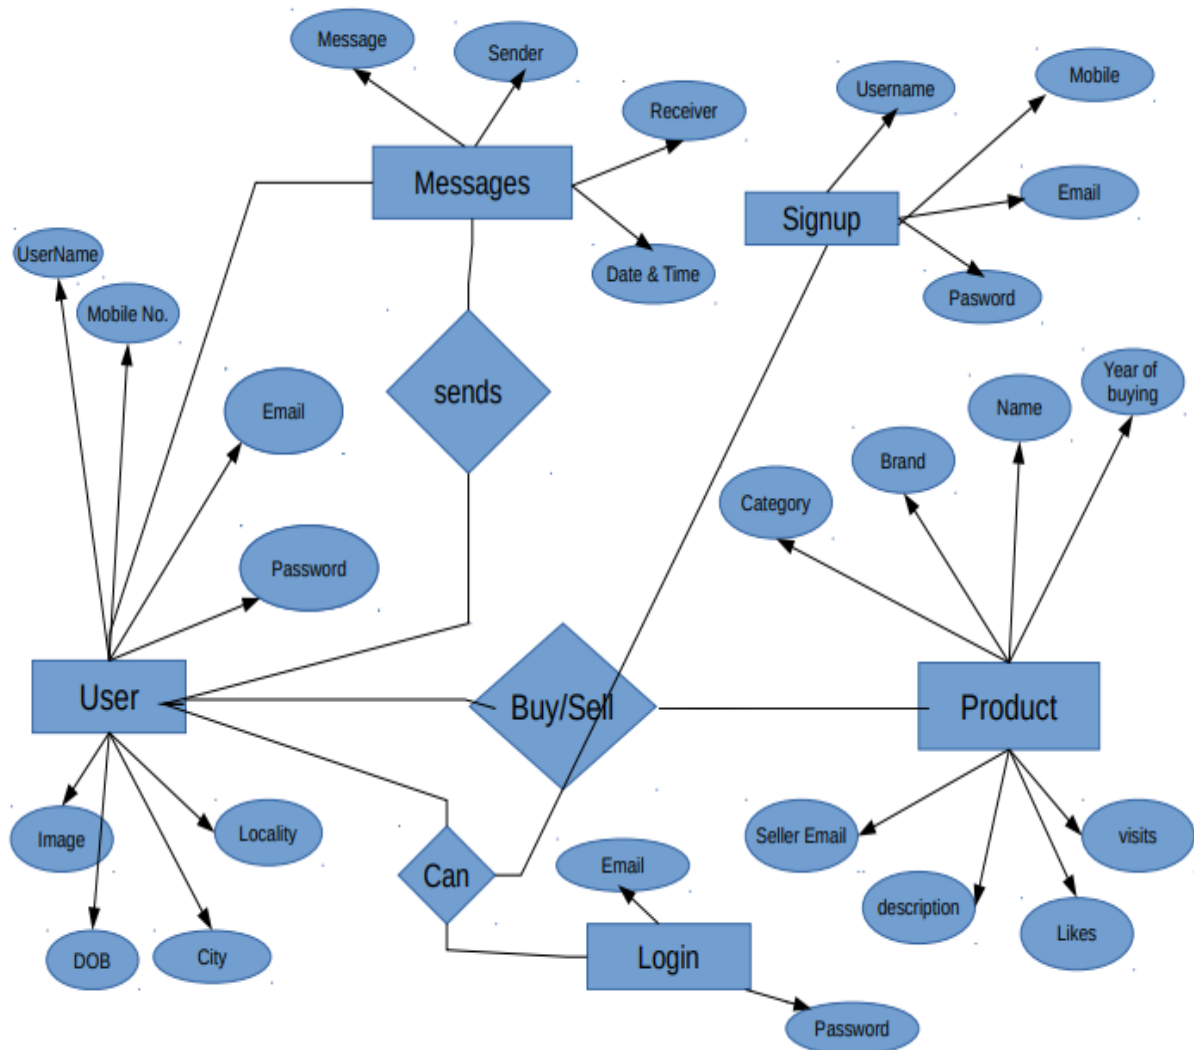 Message
Sender
Receiver
Messages
Date & Time
Username
Mobile
Email
Signup
Pasword
UserName
Mobile No.
Email
Password
sends
Year of
buying
Name
Brand
Category
User
Buy/Sell
Product
Image
Locality
DOB
City
Can
Email
Login
Password
Seller Email
visits
description
Likes